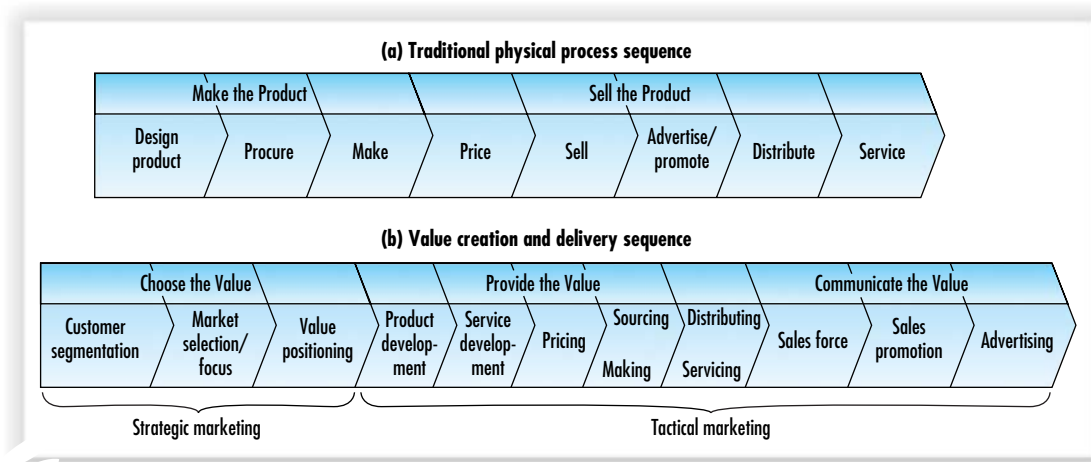 (a) Traditional physical process sequence
Make the Product
Sell the Product
Design
product
Procure
Make
Price
Sell
Advertise/
promote
Distribute
Service
(b) Value creation and delivery sequence
Choose the Value
Provide the Value
Communicate the Value
Customer
segmentation
Market
selection/
focus
Value
positioning
Product
develop-
ment
Service
develop-
ment
Pricing
Sourcing
Making
Distributing
Servicing
Sales force
Sales
promotion
Advertising
Strategic marketing
Tactical marketing